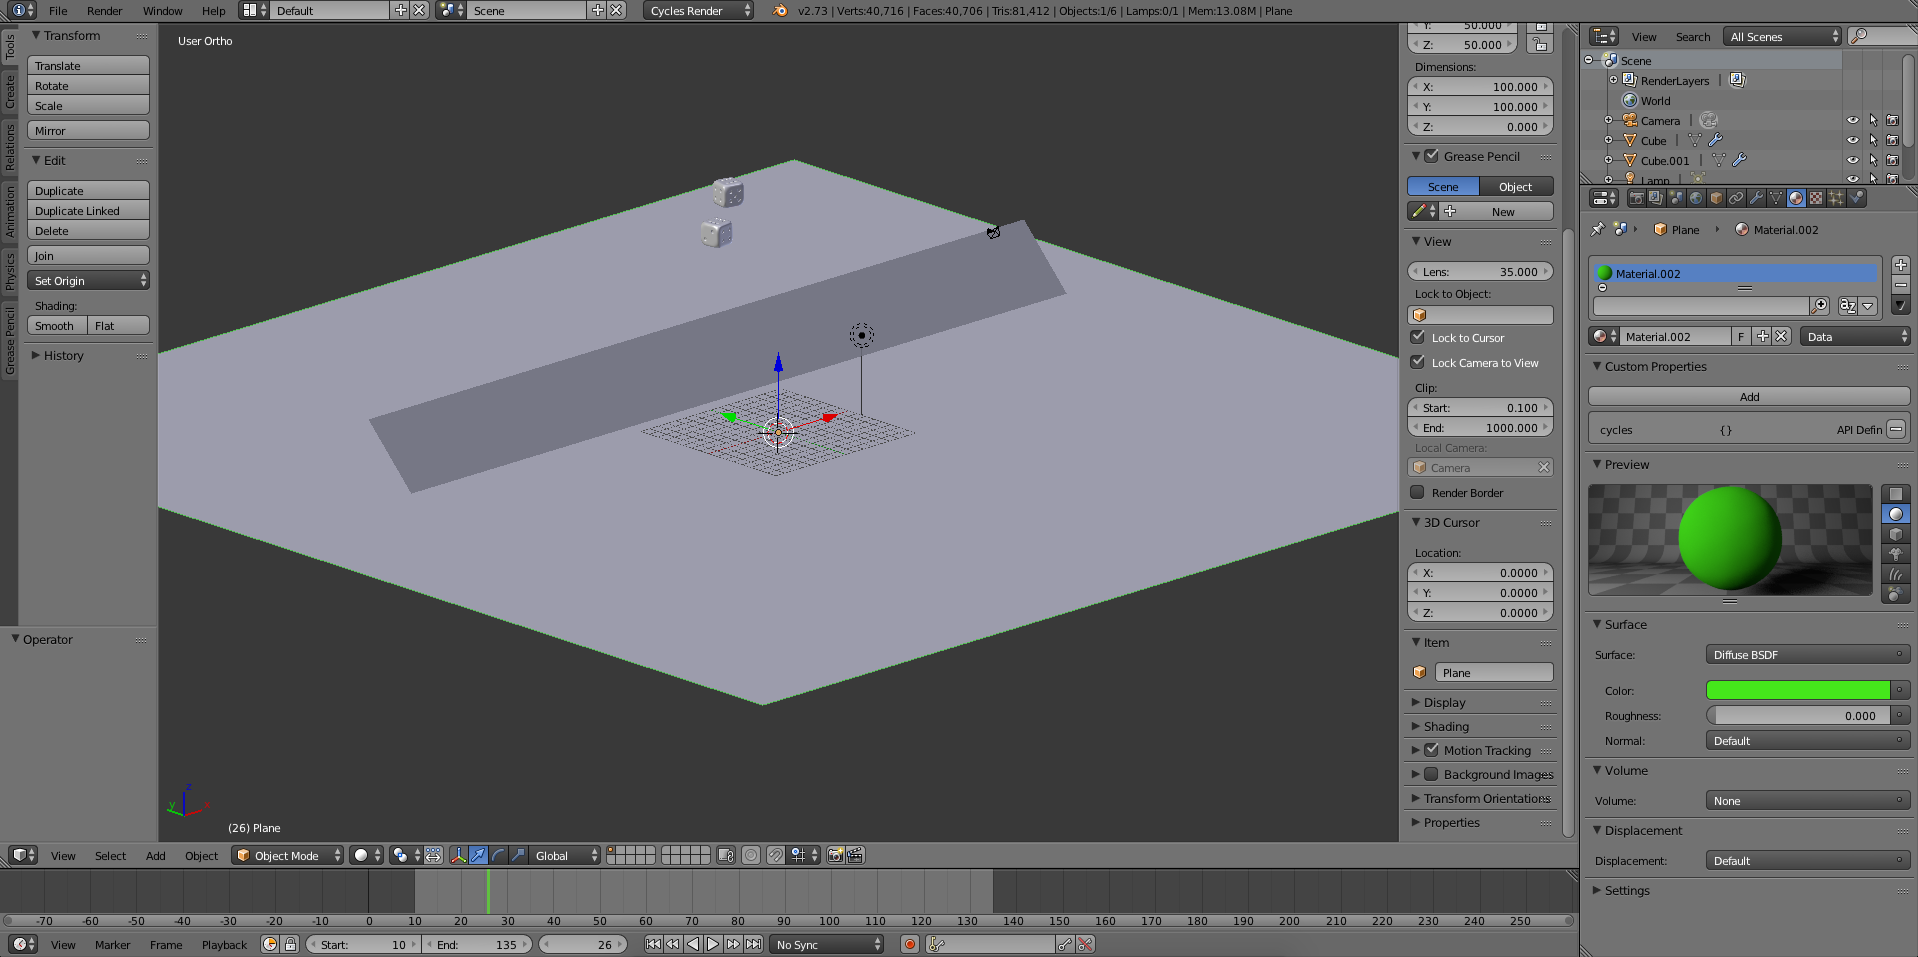 File Render Window Help Default Scene Cycles Render v2.73 | Verts:40,716 | Faces:40,706 | Tris:81,412 | Objects:1/6 | Lamps:0/1 | Mem:13.08M | Plane
Tools
Create
Relations
Animation
Physics
Grease Pencil
Transform
Translate
Rotate
Scale
Mirror
Edit
Duplicate
Duplicate Linked
Delete
Join
Set Origin
Shading:
Smooth Flat
History
Operator
User Ortho
z
y
x
(26) Plane
Y: 50.000
Z: 50.000
Dimensions:
X: 100.000
Y: 100.000
Z: 0.000
Grease Pencil
Scene Object
New
View
Lens: 35.000
Lock to Object:
Lock to Cursor
Lock Camera to View
Clip:
Start: 0.100
End: 1000.000
Local Camera:
Camera
Render Border
3D Cursor
Location:
X: 0.0000
Y: 0.0000
Z: 0.0000
Item
Plane
Display
Shading
Motion Tracking
Background Images
Transform Orientations
Properties
View Search All Scenes
Scene
RenderLayers
World
Camera
Cube
Cube.001
Lamp
Plane Material.002
Material.002
Material.002 F Data
Custom Properties
Add
cycles {} API Defin
Preview
Surface
Surface: Diffuse BSDF
Color:
Roughness: 0.000
Normal: Default
Volume
Volume: None
Displacement
Displacement: Default
Settings
View Select Add Object Object Mode Global
-70 -60 -50 -40 -30 -20 -10 0 10 20 30 40 50 60 70 80 90 100 110 120 130 140 150 160 170 180 190 200 210 220 230 240 250
View Marker Frame Playback Start: 10 End: 135 26 No Sync